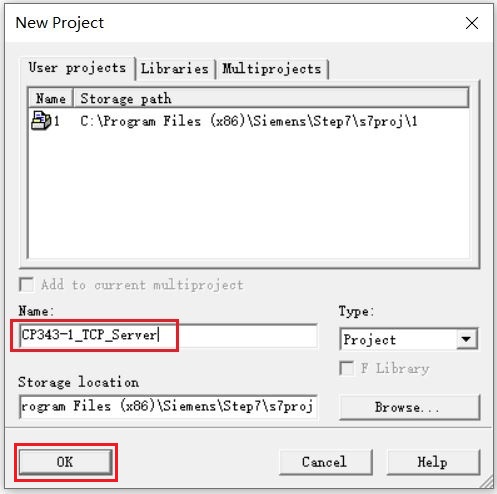 New Project
User projects Libraries Multiprojects
Name Storage path
1 C:\Program Files (x86)\Siemens\Step7\s7proj\1
Add to current multiproject
Name: Type:
CP343-1_TCP_Server Project
F Library
Storage location
rogram Files (x86)\Siemens\Step7\s7proj Browse...
OK Cancel Help